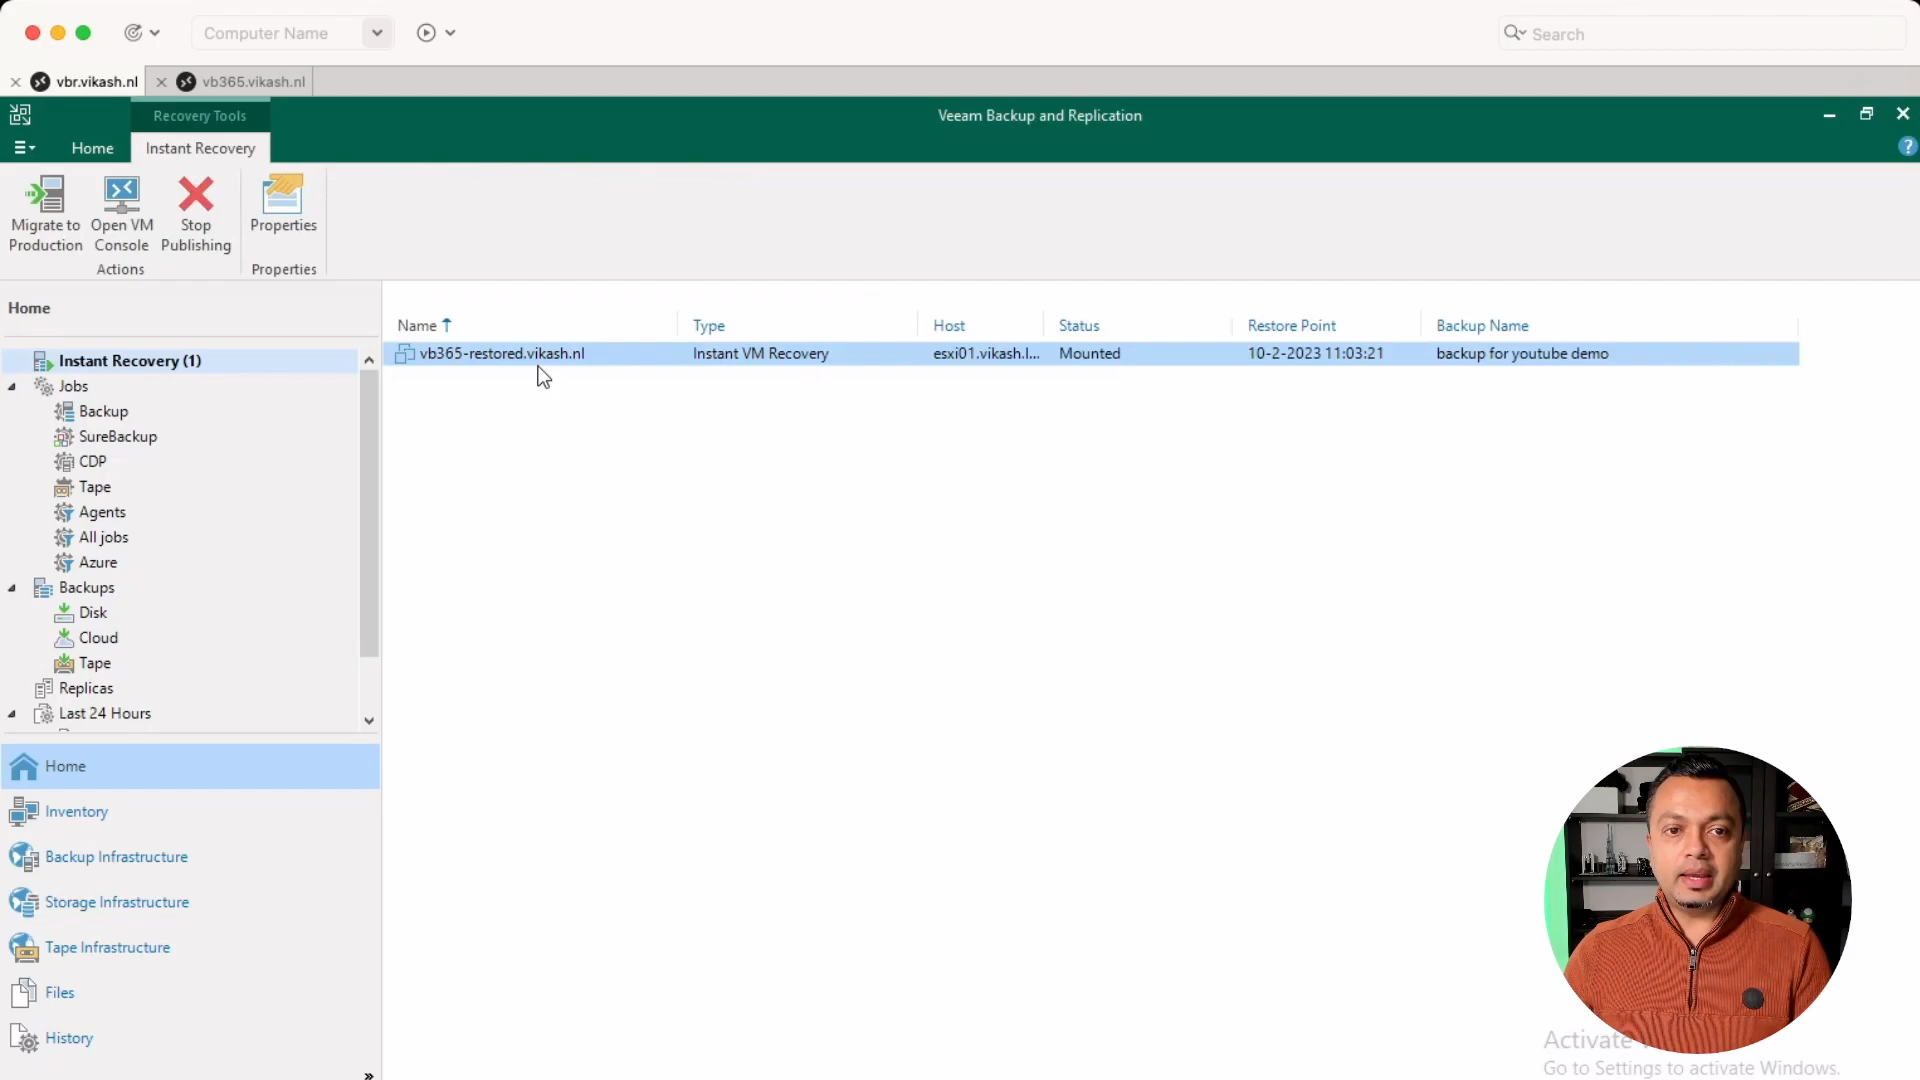 Computer Name
Search
vbr.vikash.nl
vb365.vikash.nl
Recovery Tools
Veeam Backup and Replication
Home
Instant Recovery
?
Migrate to Production
Open VM Console
Stop Publishing
Properties
Actions
Properties
Home
Name
Type
Host
Status
Restore Point
Backup Name
vb365-restored.vikash.nl
Instant VM Recovery
esxi01.vikash.l...
Mounted
10-2-2023 11:03:21
backup for youtube demo
Instant Recovery (1)
Jobs
Backup
SureBackup
CDP
Tape
Agents
All jobs
Azure
Backups
Disk
Cloud
Tape
Replicas
Last 24 Hours
Home
Inventory
Backup Infrastructure
Storage Infrastructure
Tape Infrastructure
Files
History
Activate
Go to Settings to activate Windows.